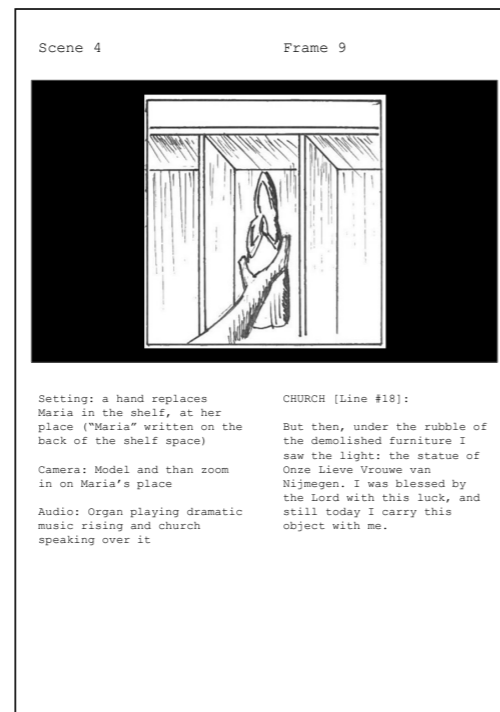 Scene 4
Frame 9
Setting: a hand replaces
Maria in the shelf, at her
place (“Maria” written on the
back of the shelf space)
Camera: Model and than zoom
in on Maria’s place
Audio: Organ playing dramatic
music rising and church
speaking over it
CHURCH [Line #18]:
But then, under the rubble of
the demolished furniture I
saw the light: the statue of
Onze Lieve Vrouwe van
Nijmegen. I was blessed by
the Lord with this luck, and
still today I carry this
object with me.